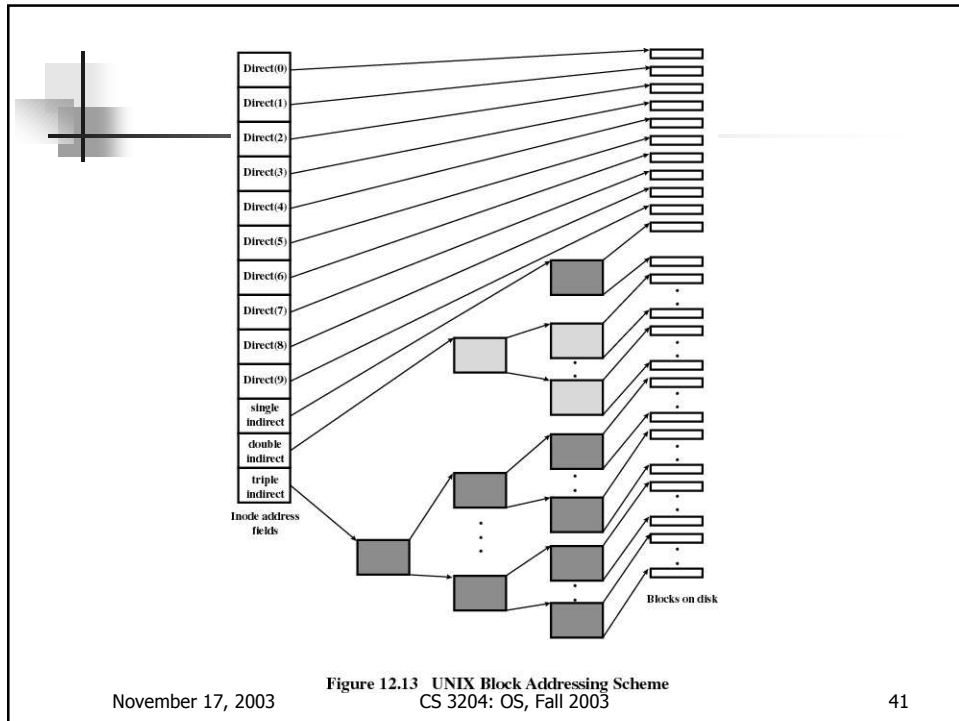 Direct(0)
Direct(1)
Direct(2)
Direct(3)
Direct(4)
Direct(5)
Direct(6)
Direct(7)
Direct(8)
Direct(9)
single
indirect
double
indirect
triple
indirect
Inode address
fields
Blocks on disk
Figure 12.13 UNIX Block Addressing Scheme
November 17, 2003 CS 3204: OS, Fall 2003 41